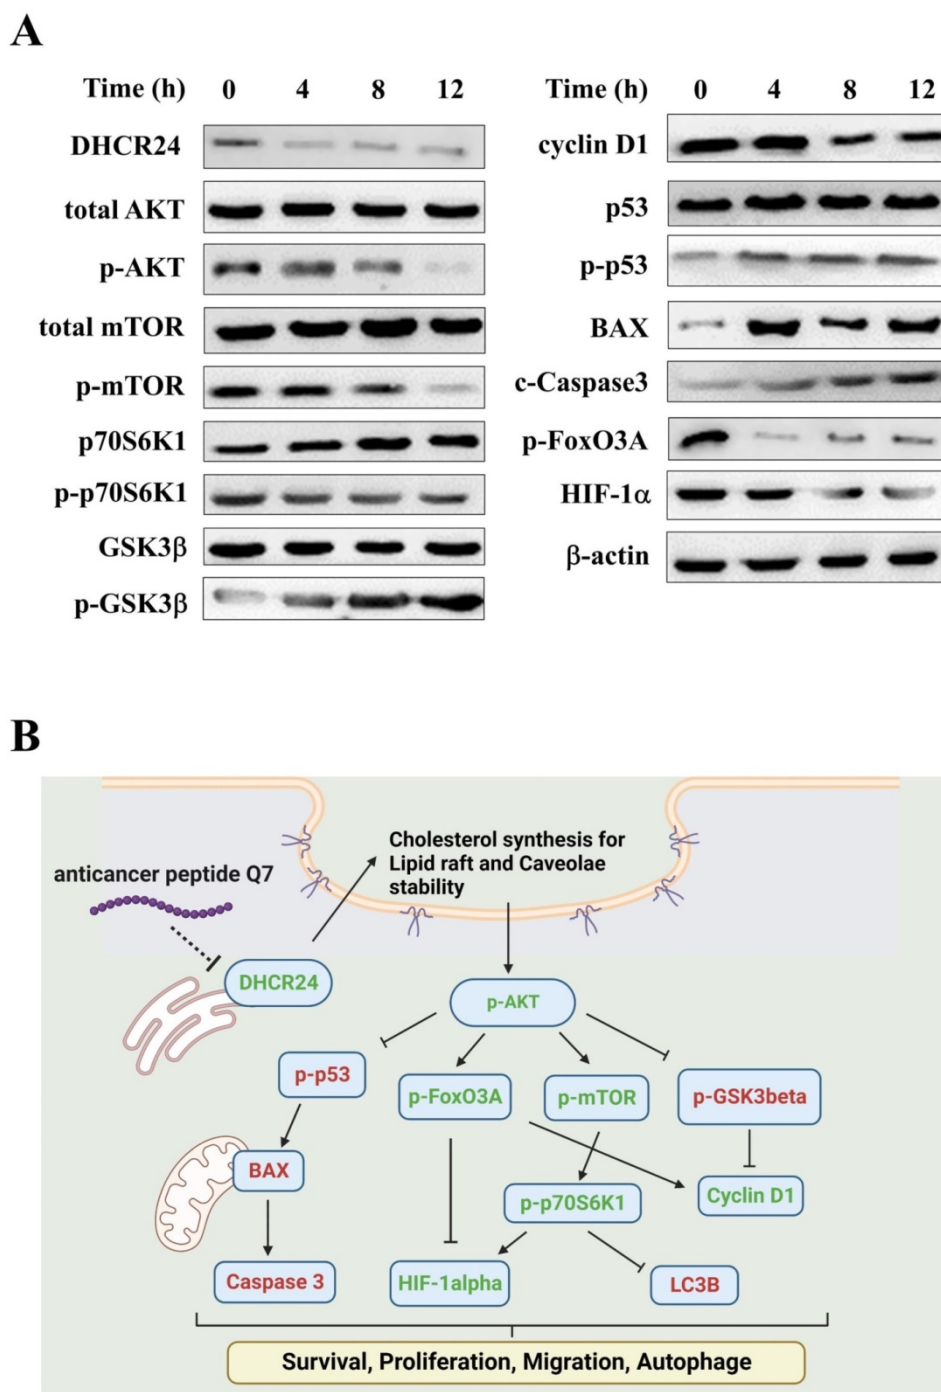 A
Time (h) 0 4 8 12
DHCR24
total AKT
p-AKT
total mTOR
p-mTOR
p70S6K1
p-p70S6K1
GSK3β
p-GSK3β
Time (h) 0 4 8 12
cyclin D1
p53
p-p53
BAX
c-Caspase3
p-FoxO3A
HIF-1α
β-actin
B
anticancer peptide Q7
Cholesterol synthesis for
Lipid raft and Caveolae
stability
DHCR24
p-AKT
p-p53
p-FoxO3A
p-mTOR
p-GSK3beta
BAX
p-p70S6K1
Cyclin D1
Caspase 3
HIF-1alpha
LC3B
Survival, Proliferation, Migration, Autophage